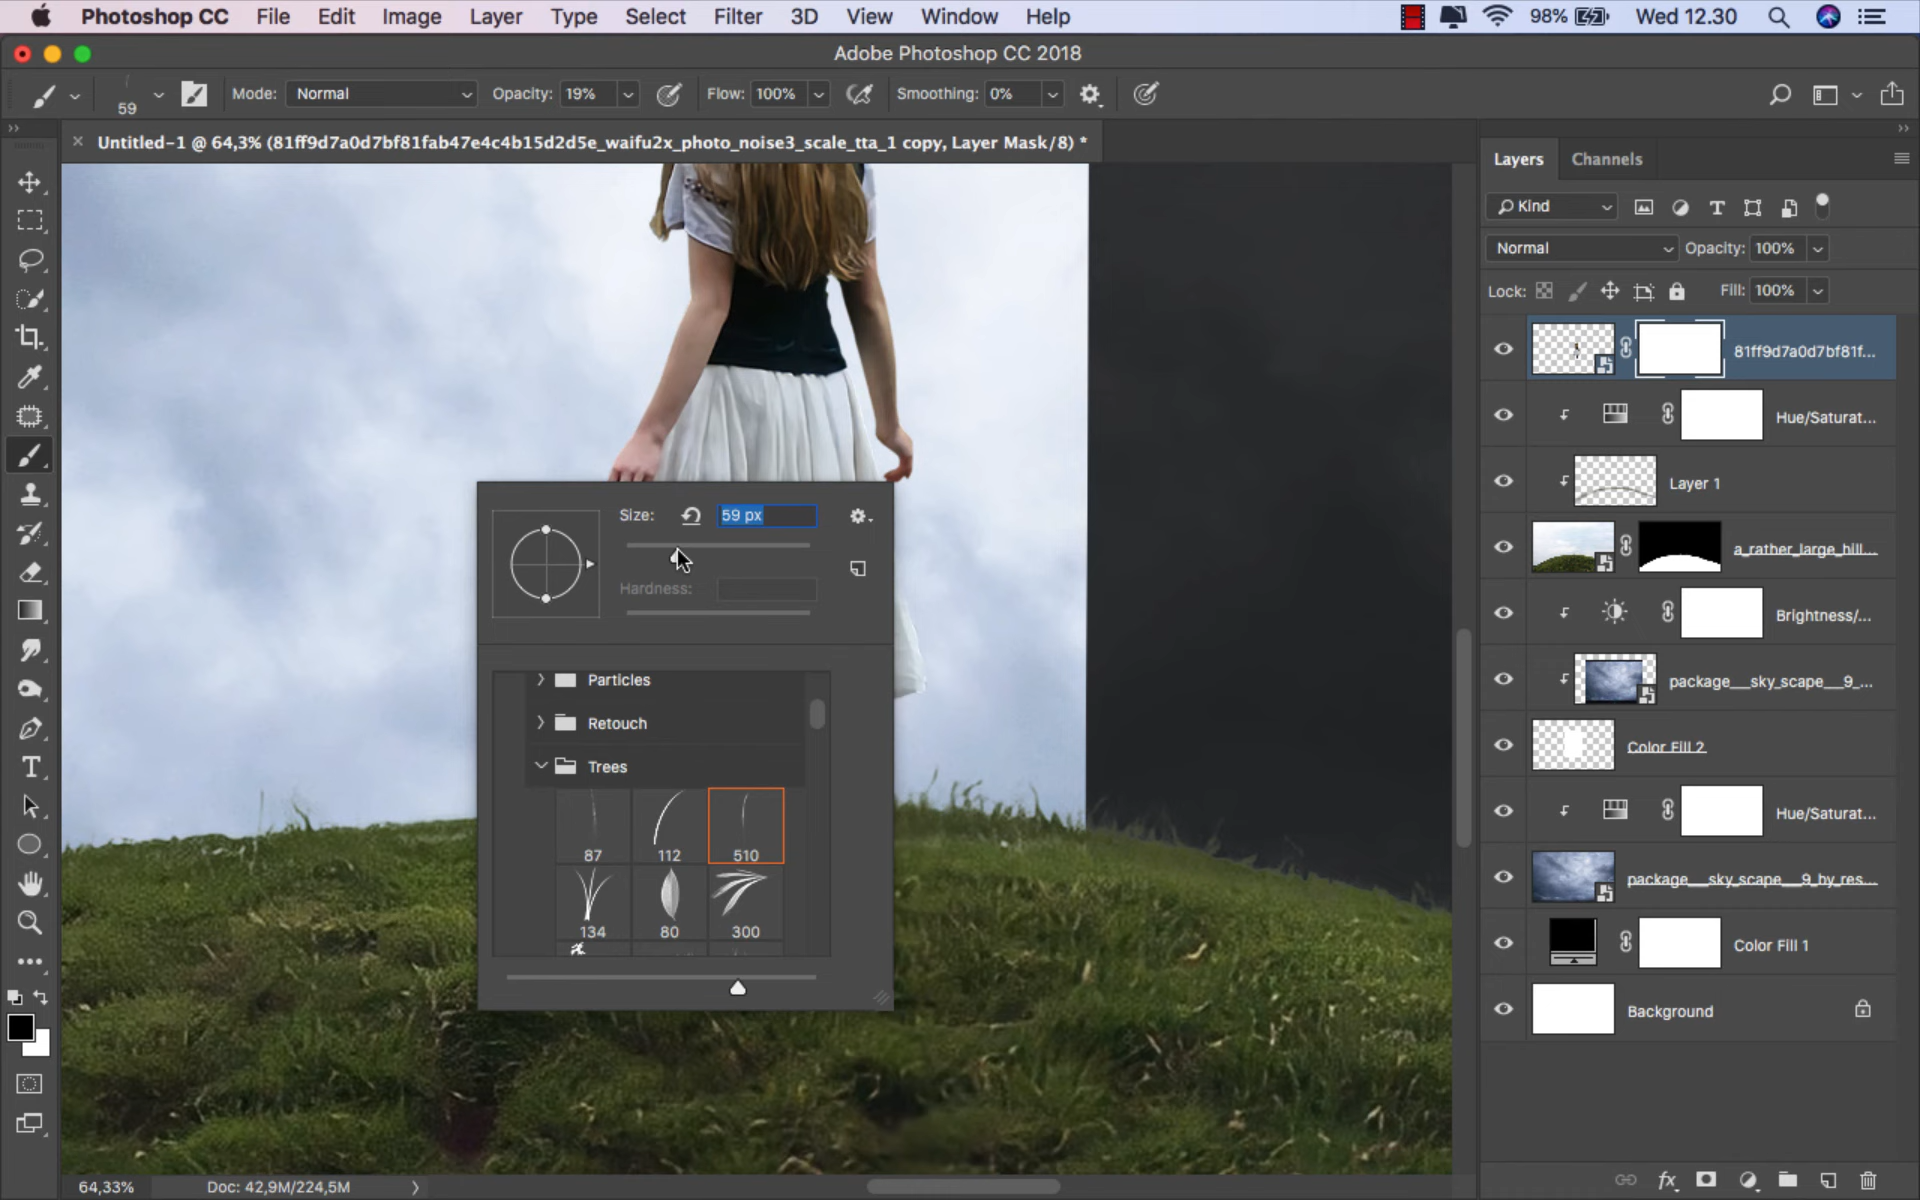 Photoshop CC File Edit Image Layer Type Select Filter 3D View Window Help 98% Wed 12.30
Adobe Photoshop CC 2018
59 Mode: Normal Opacity: 19% Flow: 100% Smoothing: 0%
Untitled-1 @ 64,3% (81ff9d7a0d7bf81fab47e4c4b15d2d5e_waifu2x_photo_noise3_scale_tta_1 copy, Layer Mask/8) *
Layers Channels
Kind
Normal Opacity: 100%
Lock: Fill: 100%
81ff9d7a0d7bf81f...
Hue/Saturat...
Layer 1
a_rather_large_hill...
Brightness/...
package__sky_scape__9_...
Color Fill 2
Hue/Saturat...
package__sky_scape__9_by_res...
Color Fill 1
Background
Size: 59 px
Hardness:
Particles
Retouch
Trees
87 112 510
134 80 300
64,33% Doc: 42,9M/224,5M